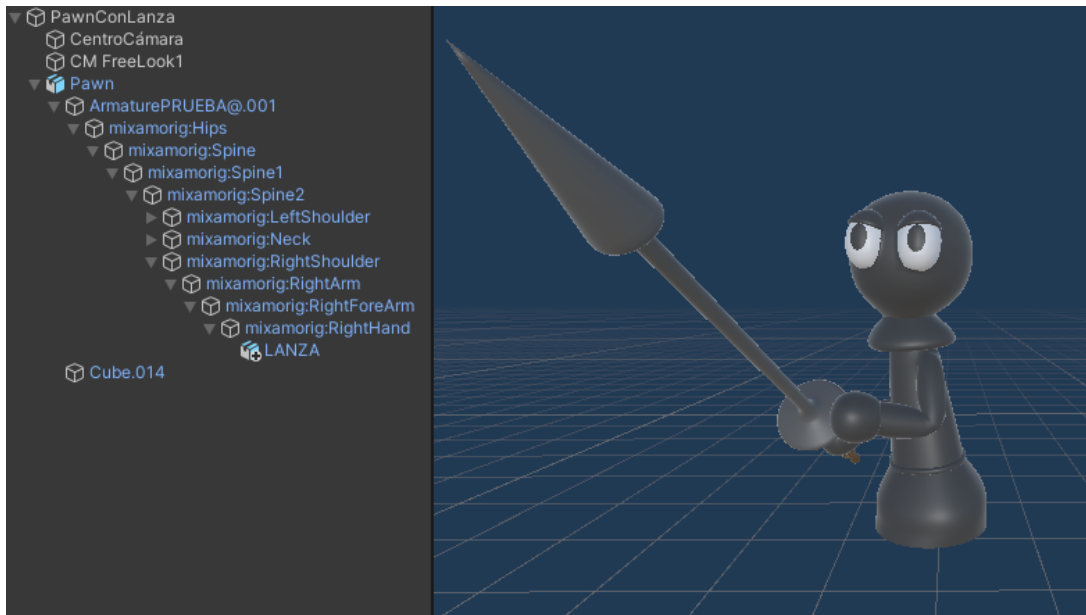 PawnConLanza
CentroCámara
CM FreeLook1
Pawn
ArmaturePRUEBA@.001
mixamorig:Hips
mixamorig:Spine
mixamorig:Spine1
mixamorig:Spine2
mixamorig:LeftShoulder
mixamorig:Neck
mixamorig:RightShoulder
mixamorig:RightArm
mixamorig:RightForeArm
mixamorig:RightHand
LANZA
Cube.014